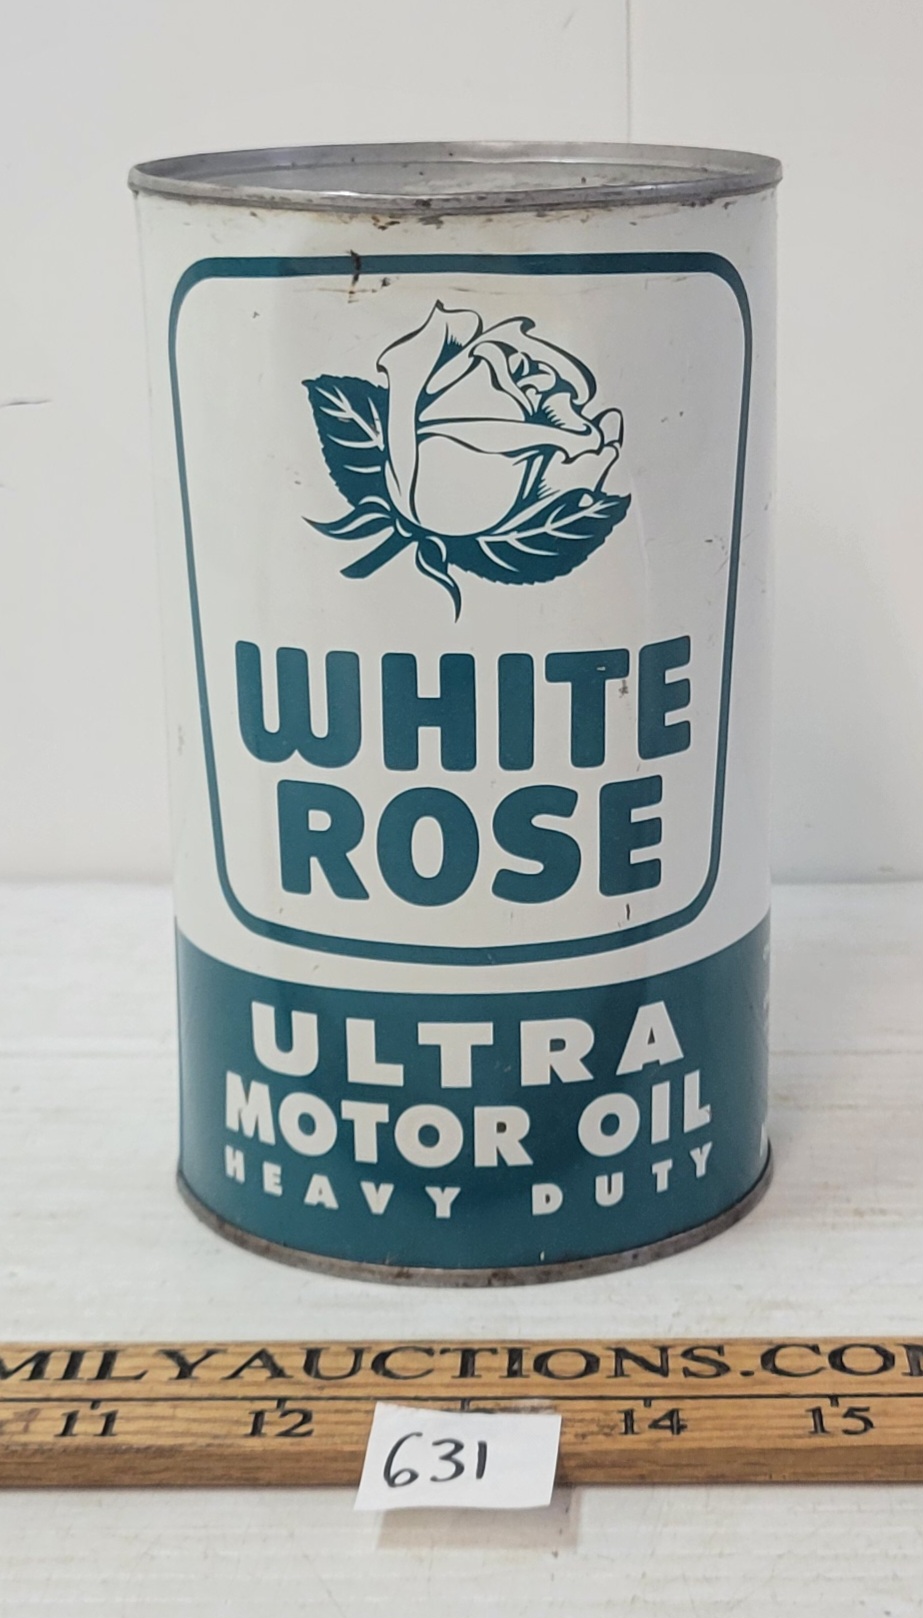 WHITE
ROSE
ULTRA
MOTOR OIL
HEAVY DUTY
MILYAUCTIONS.COM
11 12 14 15
631